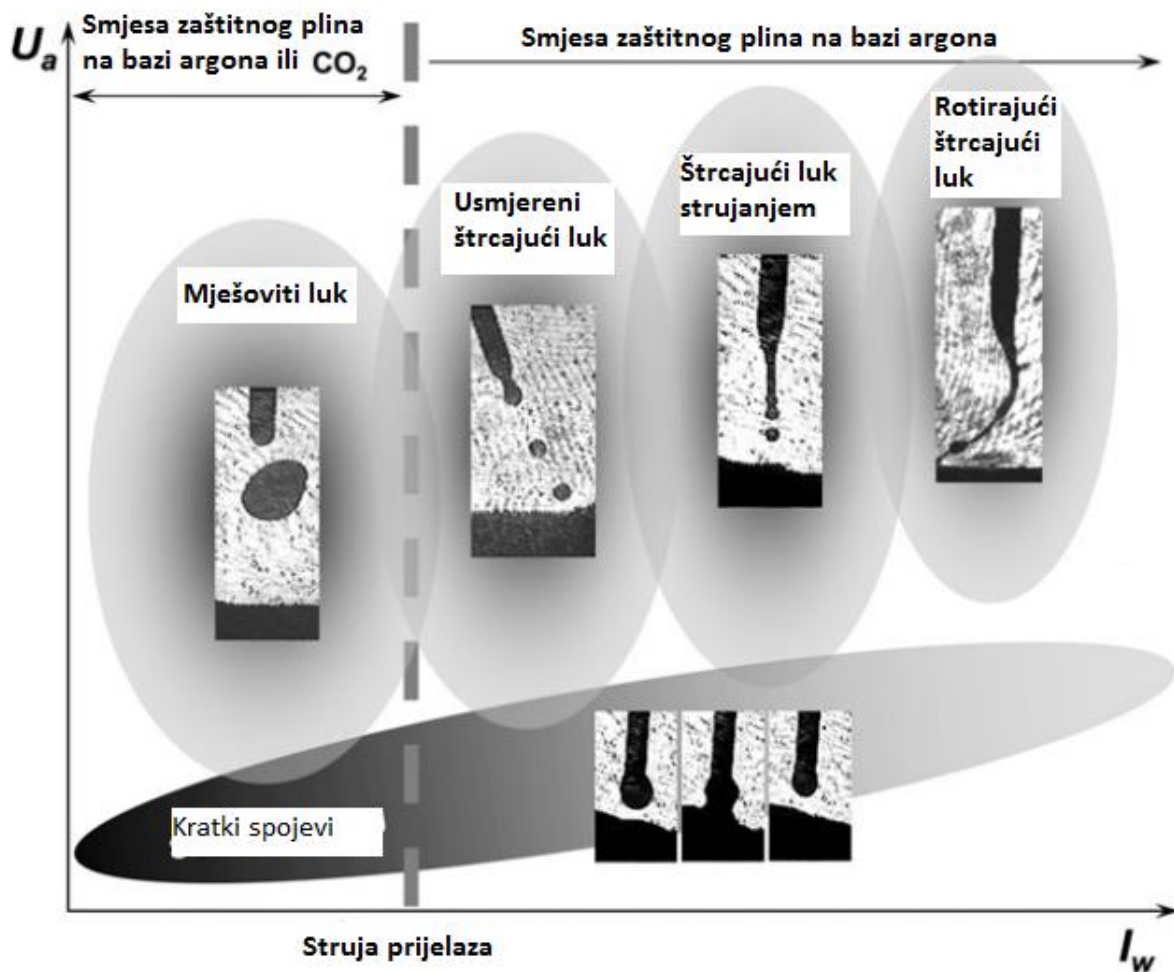 Uₐ
Smjesa zaštitnog plina
na bazi argona ili CO₂
Smjesa zaštitnog plina na bazi argona
Rotirajući
štrcajući
luk
Štrcajući luk
strujanjem
Usmjereni
štrcajući luk
Mješoviti luk
Kratki spojevi
Struja prijelaza
I_w